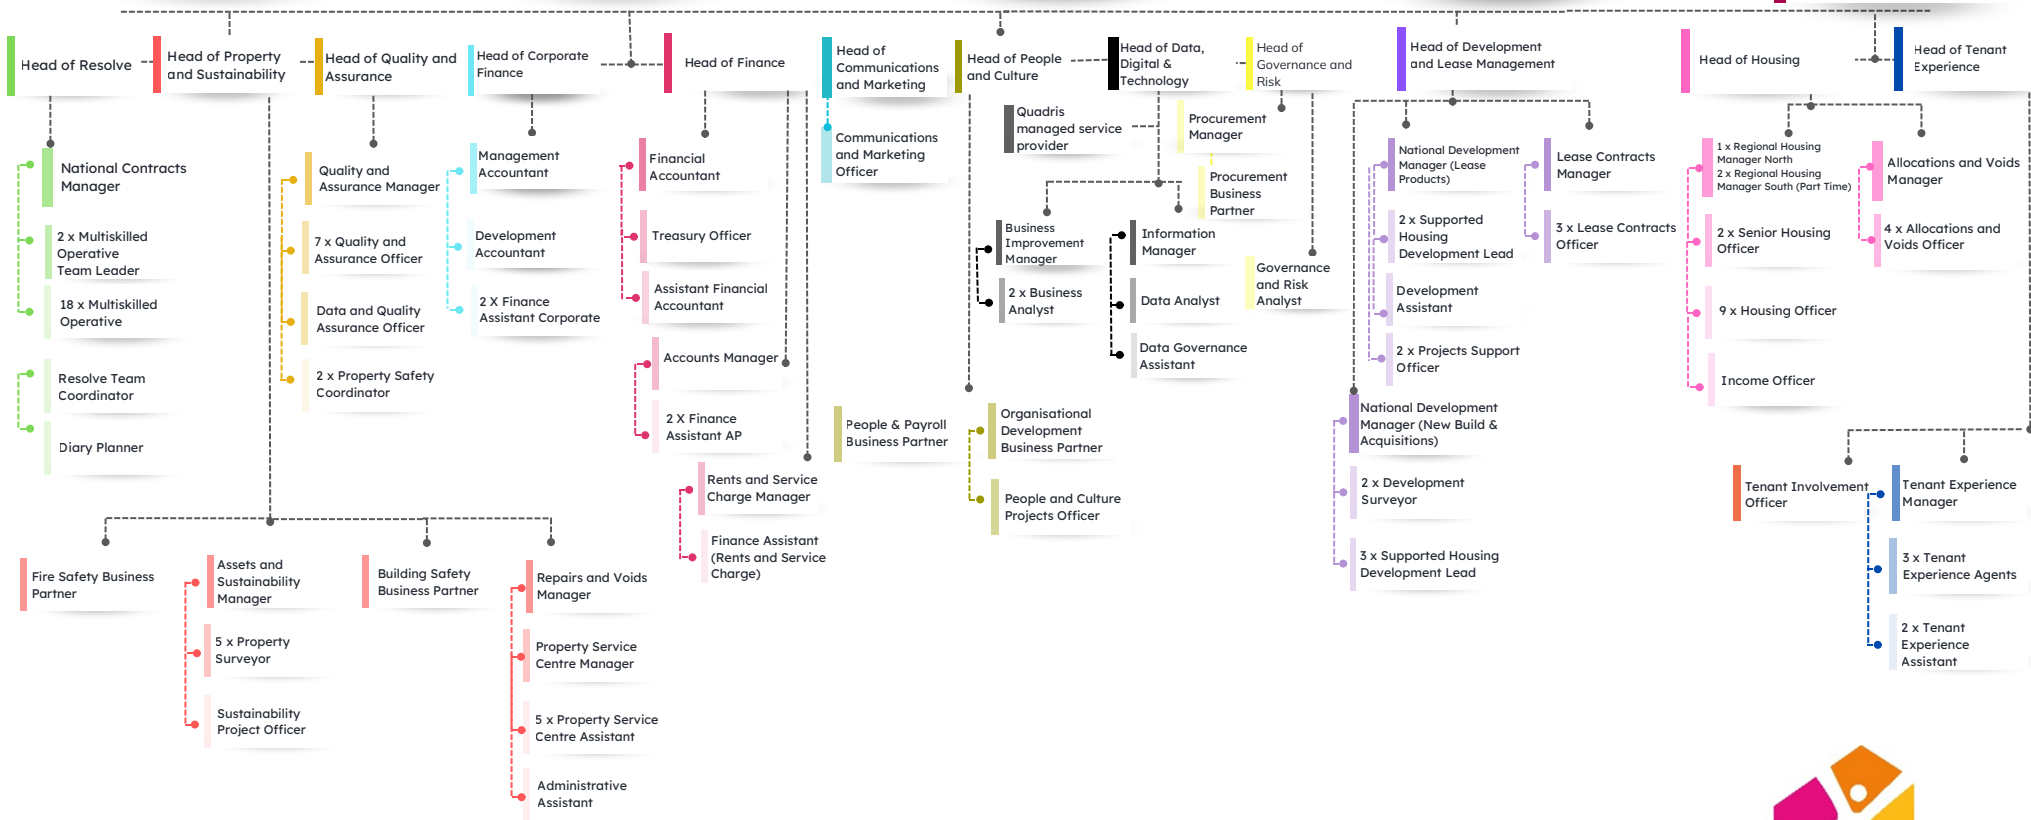 Head of Resolve
Head of Property
and Sustainability
Head of Quality and
Assurance
Head of Corporate
Finance
Head of Finance
Head of
Communications
and Marketing
Head of People
and Culture
Head of Data,
Digital &
Technology
Head of
Governance and
Risk
Head of Development
and Lease Management
Head of Housing
Head of Tenant
Experience
National Contracts
Manager
2 x Multiskilled
Operative
Team Leader
18 x Multiskilled
Operative
Resolve Team
Coordinator
Diary Planner
Quality and
Assurance Manager
7 x Quality and
Assurance Officer
Data and Quality
Assurance Officer
2 x Property Safety
Coordinator
Management
Accountant
Development
Accountant
2 X Finance
Assistant Corporate
Financial
Accountant
Treasury Officer
Assistant Financial
Accountant
Accounts Manager
2 X Finance
Assistant AP
Rents and Service
Charge Manager
Finance Assistant
(Rents and Service
Charge)
Communications
and Marketing
Officer
People & Payroll
Business Partner
Organisational
Development
Business Partner
People and Culture
Projects Officer
Quadris
managed service
provider
Business
Improvement
Manager
2 x Business
Analyst
Information
Manager
Data Analyst
Data Governance
Assistant
Procurement
Manager
Procurement
Business
Partner
Governance
and Risk
Analyst
National Development
Manager (Lease
Products)
2 x Supported
Housing
Development Lead
Development
Assistant
2 x Projects Support
Officer
Lease Contracts
Manager
3 x Lease Contracts
Officer
National Development
Manager (New Build &
Acquisitions)
2 x Development
Surveyor
3 x Supported Housing
Development Lead
1 x Regional Housing
Manager North
2 x Regional Housing
Manager South (Part Time)
2 x Senior Housing
Officer
9 x Housing Officer
Income Officer
Allocations and Voids
Manager
4 x Allocations and
Voids Officer
Tenant Involvement
Officer
Tenant Experience
Manager
3 x Tenant
Experience Agents
2 x Tenant
Experience
Assistant
Fire Safety Business
Partner
Assets and
Sustainability
Manager
5 x Property
Surveyor
Sustainability
Project Officer
Building Safety
Business Partner
Repairs and Voids
Manager
Property Service
Centre Manager
5 x Property Service
Centre Assistant
Administrative
Assistant